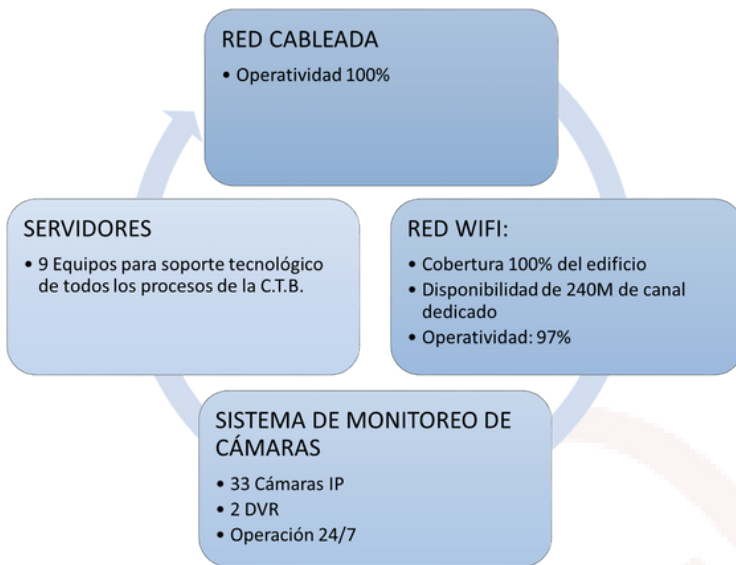 RED CABLEADA
• Operatividad 100%
RED WIFI:
• Cobertura 100% del edificio
• Disponibilidad de 240M de canal
dedicado
• Operatividad: 97%
SISTEMA DE MONITOREO DE
CÁMARAS
• 33 Cámaras IP
• 2 DVR
• Operación 24/7
SERVIDORES
• 9 Equipos para soporte tecnológico
de todos los procesos de la C.T.B.